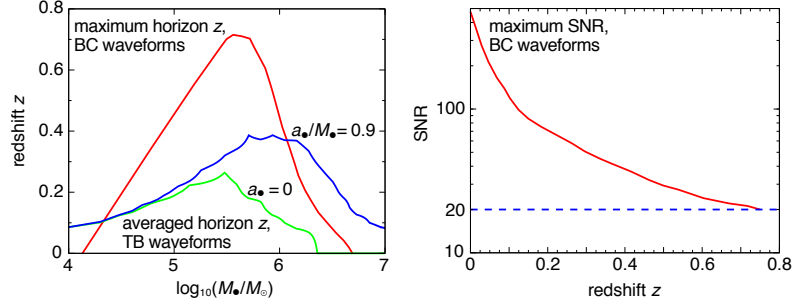 maximum horizon z,
BC waveforms
a●/M● = 0.9
a● = 0
averaged horizon z,
TB waveforms
redshift z
0.8
0.6
0.4
0.2
0
4
5
6
7
log₁₀(M●/M☉)
maximum SNR,
BC waveforms
SNR
100
20
10
0
0.2
0.4
0.6
0.8
redshift z